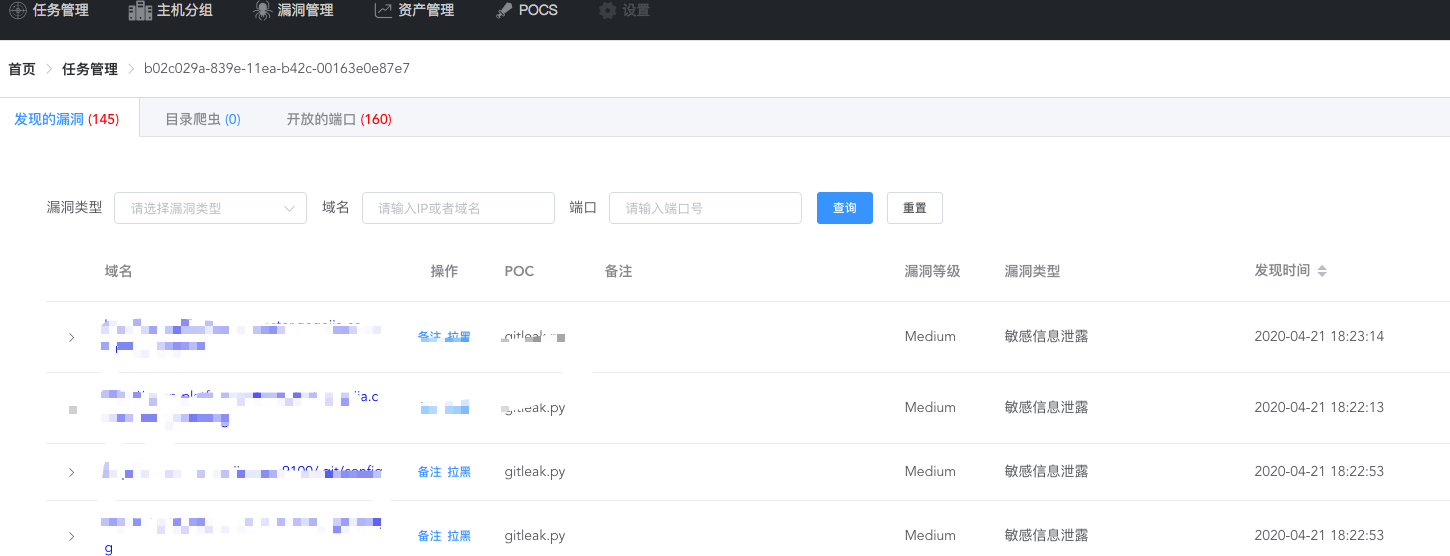 任务管理 主机分组 漏洞管理 资产管理 POCS 设置
首页 任务管理 b02c029a-839e-11ea-b42c-00163e0e87e7
发现的漏洞 (145) 目录爬虫 (0) 开放的端口 (160)
漏洞类型 请选择漏洞类型 域名 请输入IP或者域名 端口 请输入端口号 查询 重置
域名 操作 POC 备注 漏洞等级 漏洞类型 发现时间
备注 拉黑 Medium 敏感信息泄露 2020-04-21 18:23:14
gitleak.py Medium 敏感信息泄露 2020-04-21 18:22:13
备注 拉黑 gitleak.py Medium 敏感信息泄露 2020-04-21 18:22:53
备注 拉黑 gitleak.py Medium 敏感信息泄露 2020-04-21 18:22:53
g